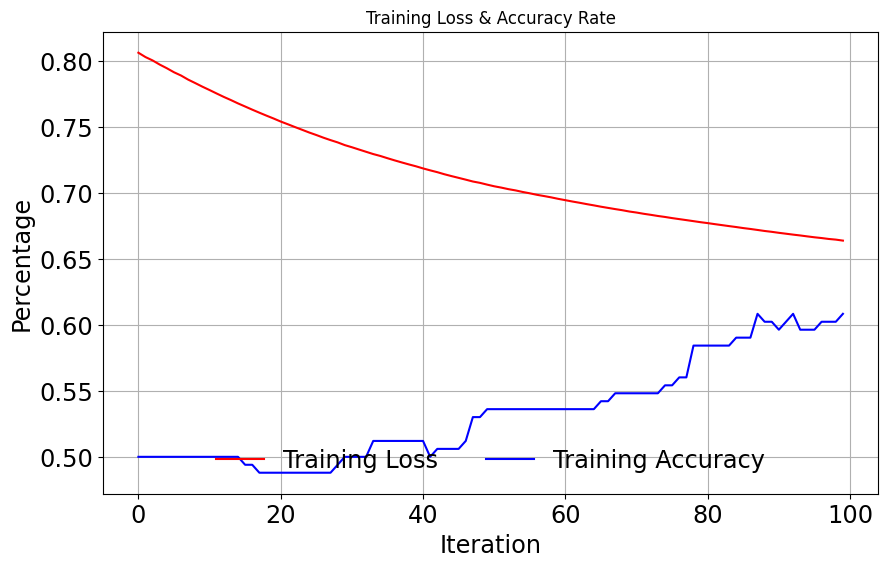 Training Loss & Accuracy Rate
Percentage
0.80
0.75
0.70
0.65
0.60
0.55
0.50
Training Loss
Training Accuracy
0
20
40
60
80
100
Iteration